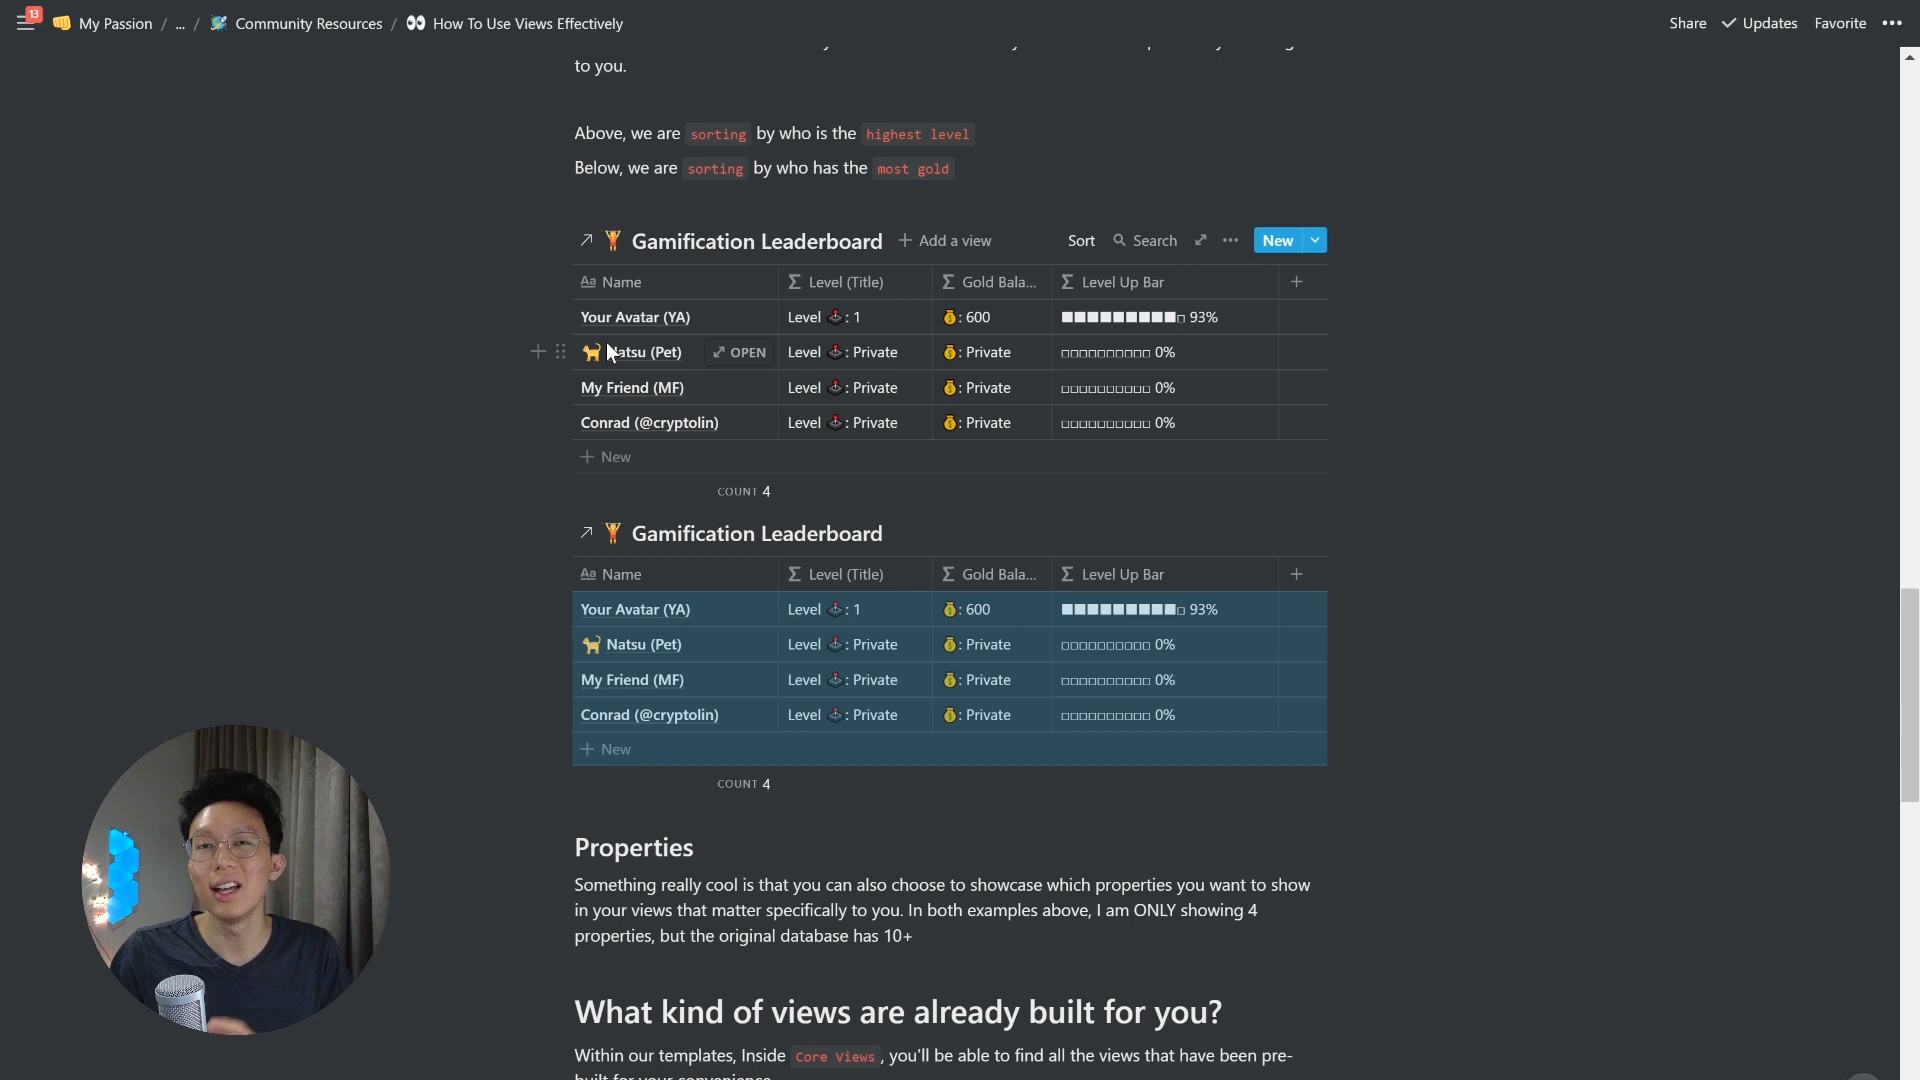 13 My Passion / ... / Community Resources / How To Use Views Effectively
Share Updates Favorite
to you.
Above, we are sorting by who is the highest level
Below, we are sorting by who has the most gold
Gamification Leaderboard + Add a view Sort Search New
Aa Name Σ Level (Title) Σ Gold Bala... Σ Level Up Bar +
Your Avatar (YA) Level : 1 : 600 93%
atsu (Pet) OPEN Level : Private : Private 0%
My Friend (MF) Level : Private : Private 0%
Conrad (@cryptolin) Level : Private : Private 0%
+ New
COUNT 4
Gamification Leaderboard
Aa Name Σ Level (Title) Σ Gold Bala... Σ Level Up Bar +
Your Avatar (YA) Level : 1 : 600 93%
Natsu (Pet) Level : Private : Private 0%
My Friend (MF) Level : Private : Private 0%
Conrad (@cryptolin) Level : Private : Private 0%
+ New
COUNT 4
Properties
Something really cool is that you can also choose to showcase which properties you want to show
in your views that matter specifically to you. In both examples above, I am ONLY showing 4
properties, but the original database has 10+
What kind of views are already built for you?
Within our templates, Inside Core Views, you'll be able to find all the views that have been pre-
built for your convenience